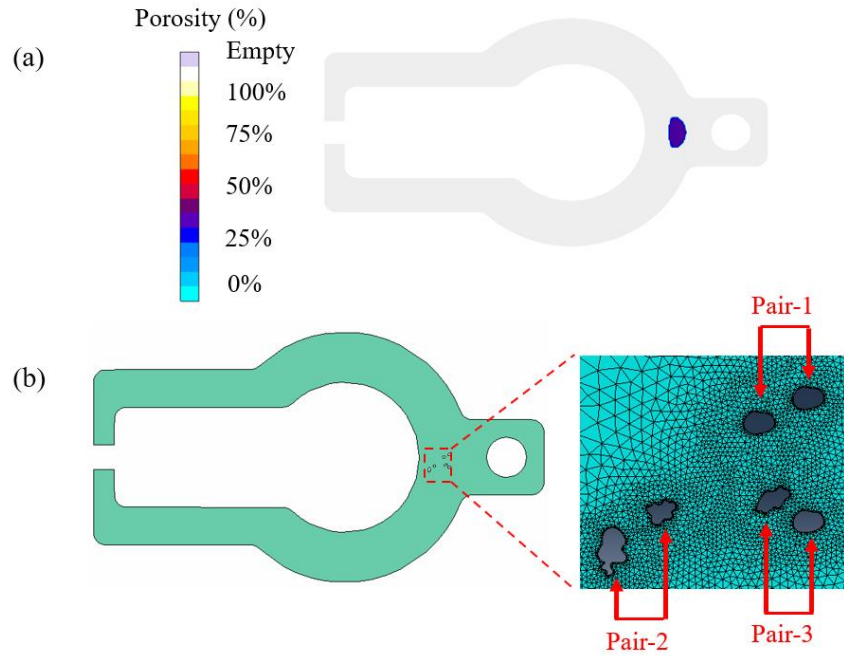 Porosity (%)
(a)
Empty
100%
75%
50%
25%
0%
Pair-1
(b)
Pair-2
Pair-3